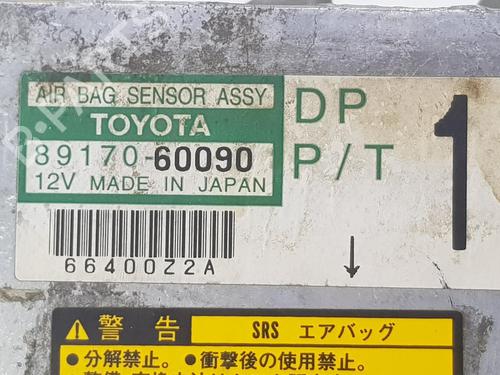 AIR BAG SENSOR ASSY
TOYOTA
89170-60090
12V MADE IN JAPAN
DP
P/T
1
66400Z2A
警告
SRS エアバッグ
●分解禁止。●衝撃後の使用禁止。